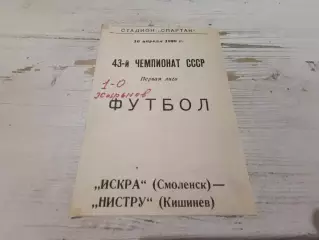 СТАДИОН „СПАРТАК"
43-й ЧЕМПИОНАТ СССР
Первая лига
1-0
ФУТБОЛ
„ИСКРА" (Смоленск)—
„НИСТРУ" (Кишинев)